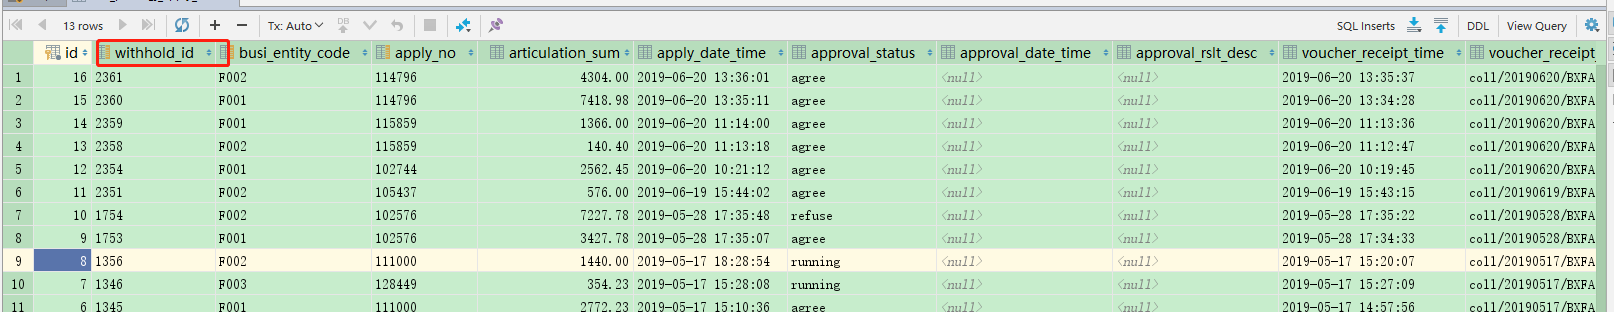 13 rows Tx: Auto DB SQL Inserts DDL View Query
id withhold_id busi_entity_code apply_no articulation_sum apply_date_time approval_status approval_date_time approval_rslt_desc voucher_receipt_time voucher_receipt_
1 16 2361 F002 114796 4304.00 2019-06-20 13:36:01 agree <null> <null> 2019-06-20 13:35:37 coll/20190620/BXFA
2 15 2360 F001 114796 7418.98 2019-06-20 13:35:11 agree <null> <null> 2019-06-20 13:34:28 coll/20190620/BXFA
3 14 2359 F001 115859 1366.00 2019-06-20 11:14:00 agree <null> <null> 2019-06-20 11:13:36 coll/20190620/BXFA
4 13 2358 F002 115859 140.40 2019-06-20 11:13:18 agree <null> <null> 2019-06-20 11:12:47 coll/20190620/BXFA
5 12 2354 F001 102744 2562.45 2019-06-20 10:21:12 agree <null> <null> 2019-06-20 10:19:45 coll/20190620/BXFA
6 11 2351 F002 105437 576.00 2019-06-19 15:44:02 agree <null> <null> 2019-06-19 15:43:15 coll/20190619/BXFA
7 10 1754 F002 102576 7227.78 2019-05-28 17:35:48 refuse <null> <null> 2019-05-28 17:35:22 coll/20190528/BXFA
8 9 1753 F001 102576 3427.78 2019-05-28 17:35:07 agree <null> <null> 2019-05-28 17:34:33 coll/20190528/BXFA
9 8 1356 F002 111000 1440.00 2019-05-17 18:28:54 running <null> <null> 2019-05-17 15:20:07 coll/20190517/BXFA
10 7 1346 F003 128449 354.23 2019-05-17 15:28:08 running <null> <null> 2019-05-17 15:27:09 coll/20190517/BXFA
11 6 1345 F001 111000 2772.23 2019-05-17 15:10:36 agree <null> <null> 2019-05-17 14:57:56 coll/20190517/BXFA